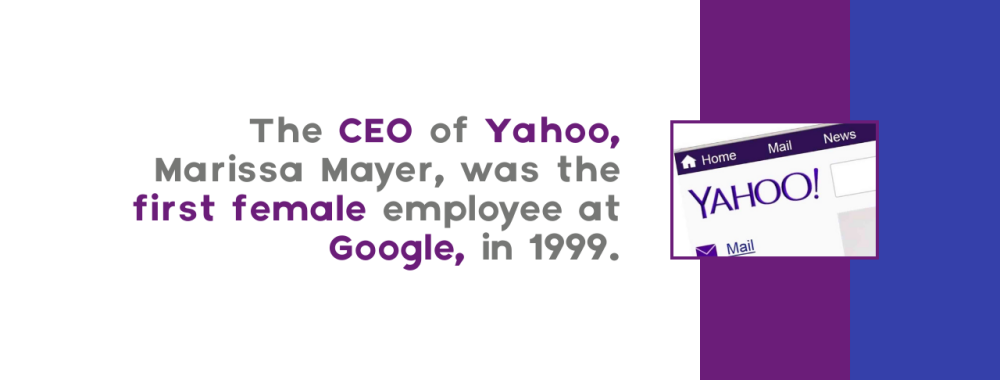 The CEO of Yahoo,
Marissa Mayer, was the
first female employee at
Google, in 1999.
Home Mail News
YAHOO!
Mail